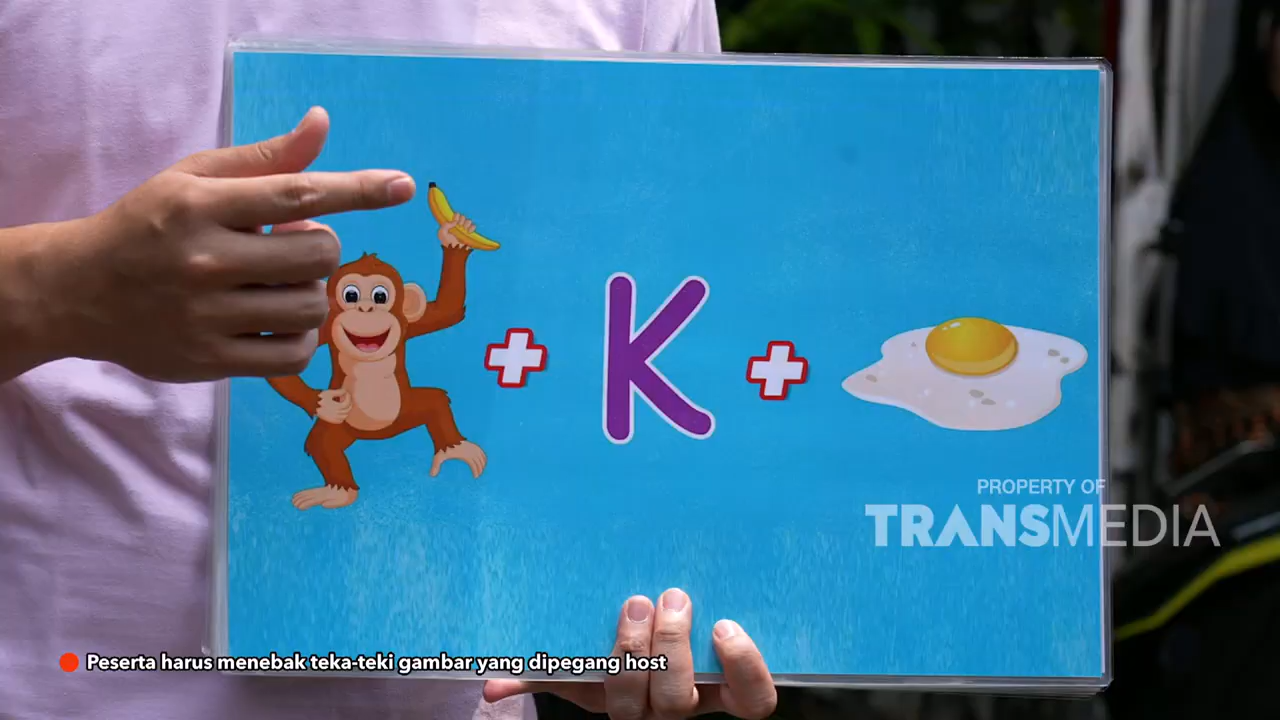 K
PROPERTY OF
TRANSMEDIA
Peserta harus menebak teka-teki gambar yang dipegang host